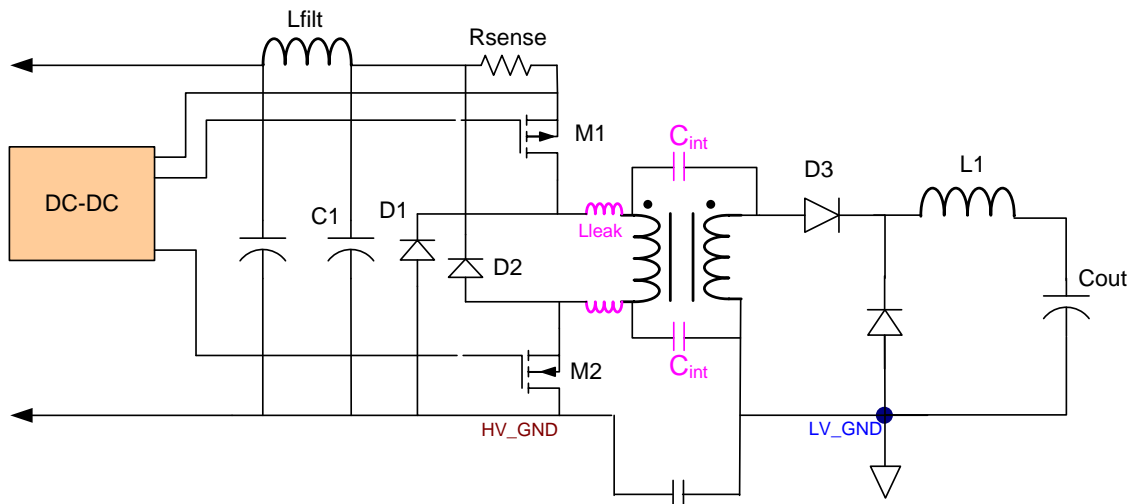 Lfilt
Rsense
M1
Cint
D3
L1
DC-DC
C1
D1
Lleak
D2
Cout
M2
Cint
HV_GND
LV_GND